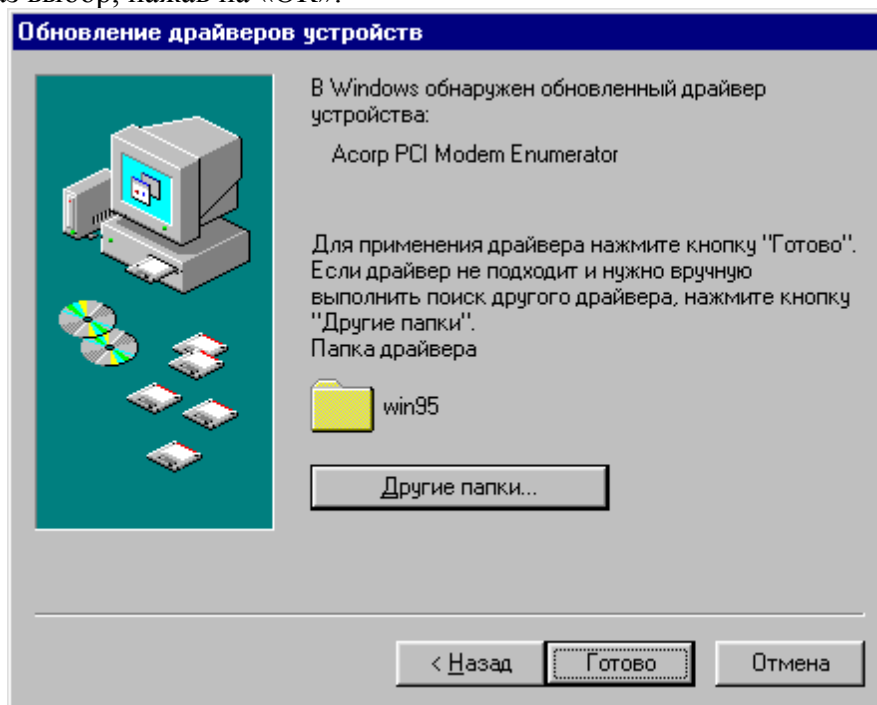 выбор, нажав на «ОК».
Обновление драйверов устройств
В Windows обнаружен обновленный драйвер
устройства:
Acorp PCI Modem Enumerator
Для применения драйвера нажмите кнопку "Готово".
Если драйвер не подходит и нужно вручную
выполнить поиск другого драйвера, нажмите кнопку
"Другие папки".
Папка драйвера
win95
Другие папки...
< Назад
Готово
Отмена